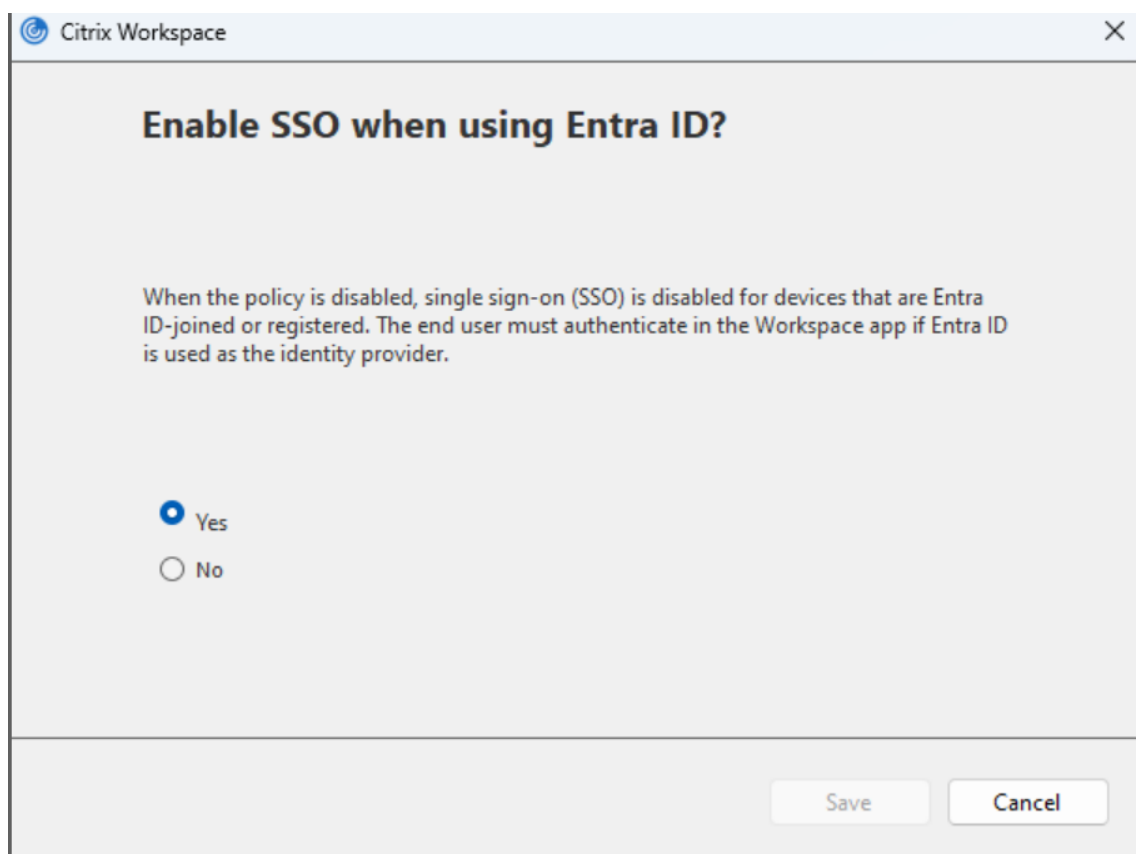 Citrix Workspace
Enable SSO when using Entra ID?
When the policy is disabled, single sign-on (SSO) is disabled for devices that are Entra
ID-joined or registered. The end user must authenticate in the Workspace app if Entra ID
is used as the identity provider.
Yes
No
Save
Cancel